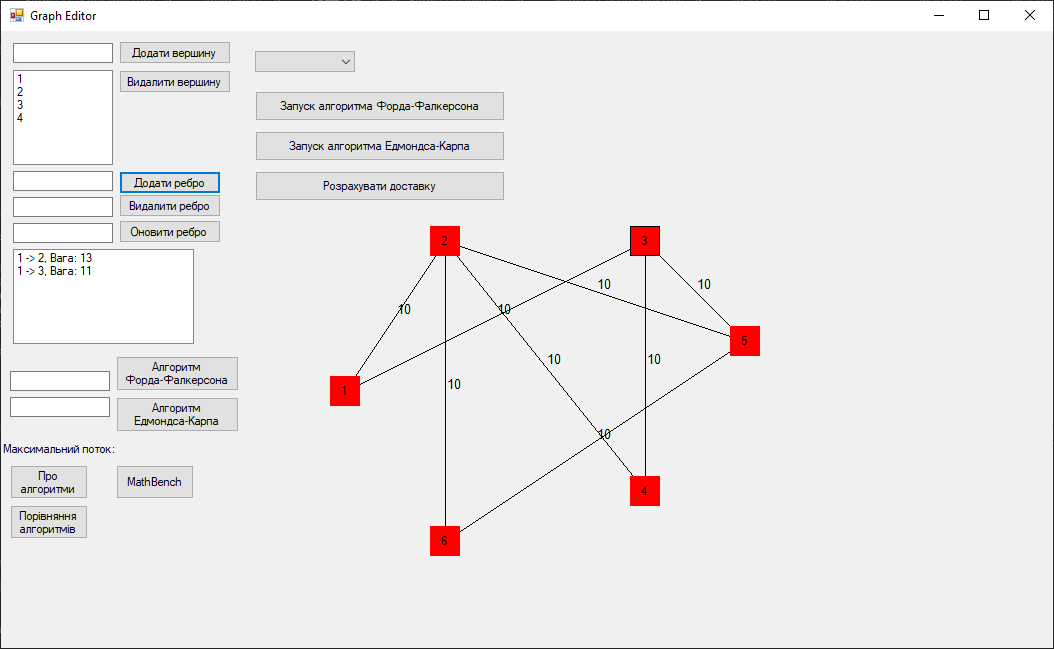 Graph Editor
Додати вершину
1
2
3
4
Видалити вершину
Додати ребро
Видалити ребро
Оновити ребро
1 -> 2, Вага: 13
1 -> 3, Вага: 11
Алгоритм
Форда-Фалкерсона
Алгоритм
Едмондса-Карпа
Максимальний поток:
Про
алгоритми
MathBench
Порівняння
алгоритмів
Запуск алгоритма Форда-Фалкерсона
Запуск алгоритма Едмондса-Карпа
Розрахувати доставку
2
3
10
10
10
10
10
10
5
10
1
10
4
6